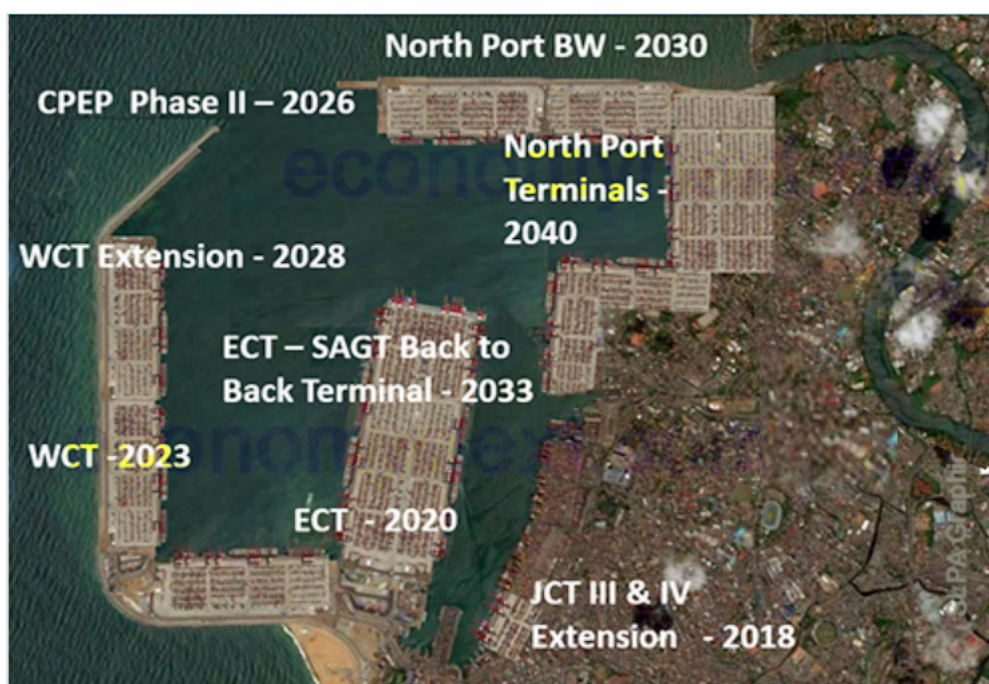 North Port BW - 2030
CPEP Phase II – 2026
North Port
Terminals -
2040
WCT Extension - 2028
ECT – SAGT Back to
Back Terminal - 2033
WCT -2023
ECT - 2020
JCT III & IV
Extension - 2018